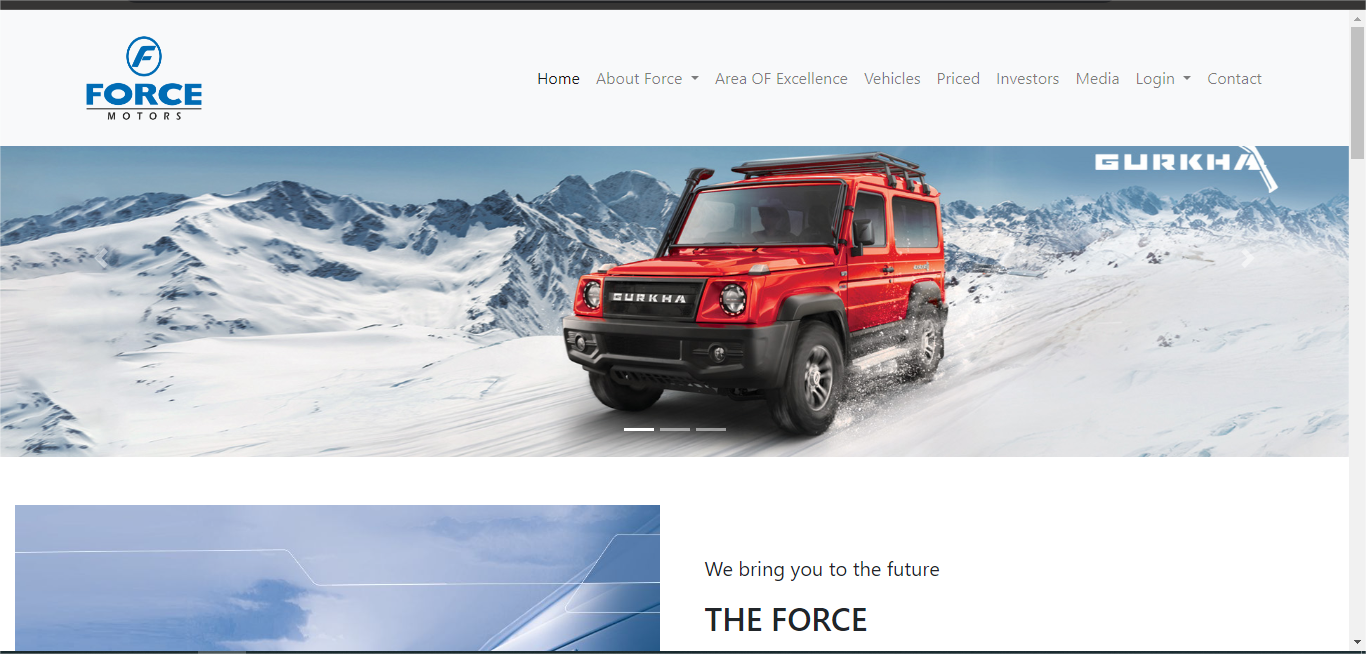 FORCE
MOTORS
Home About Force Area OF Excellence Vehicles Priced Investors Media Login Contact
GURKHA
GURKHA
We bring you to the future
THE FORCE